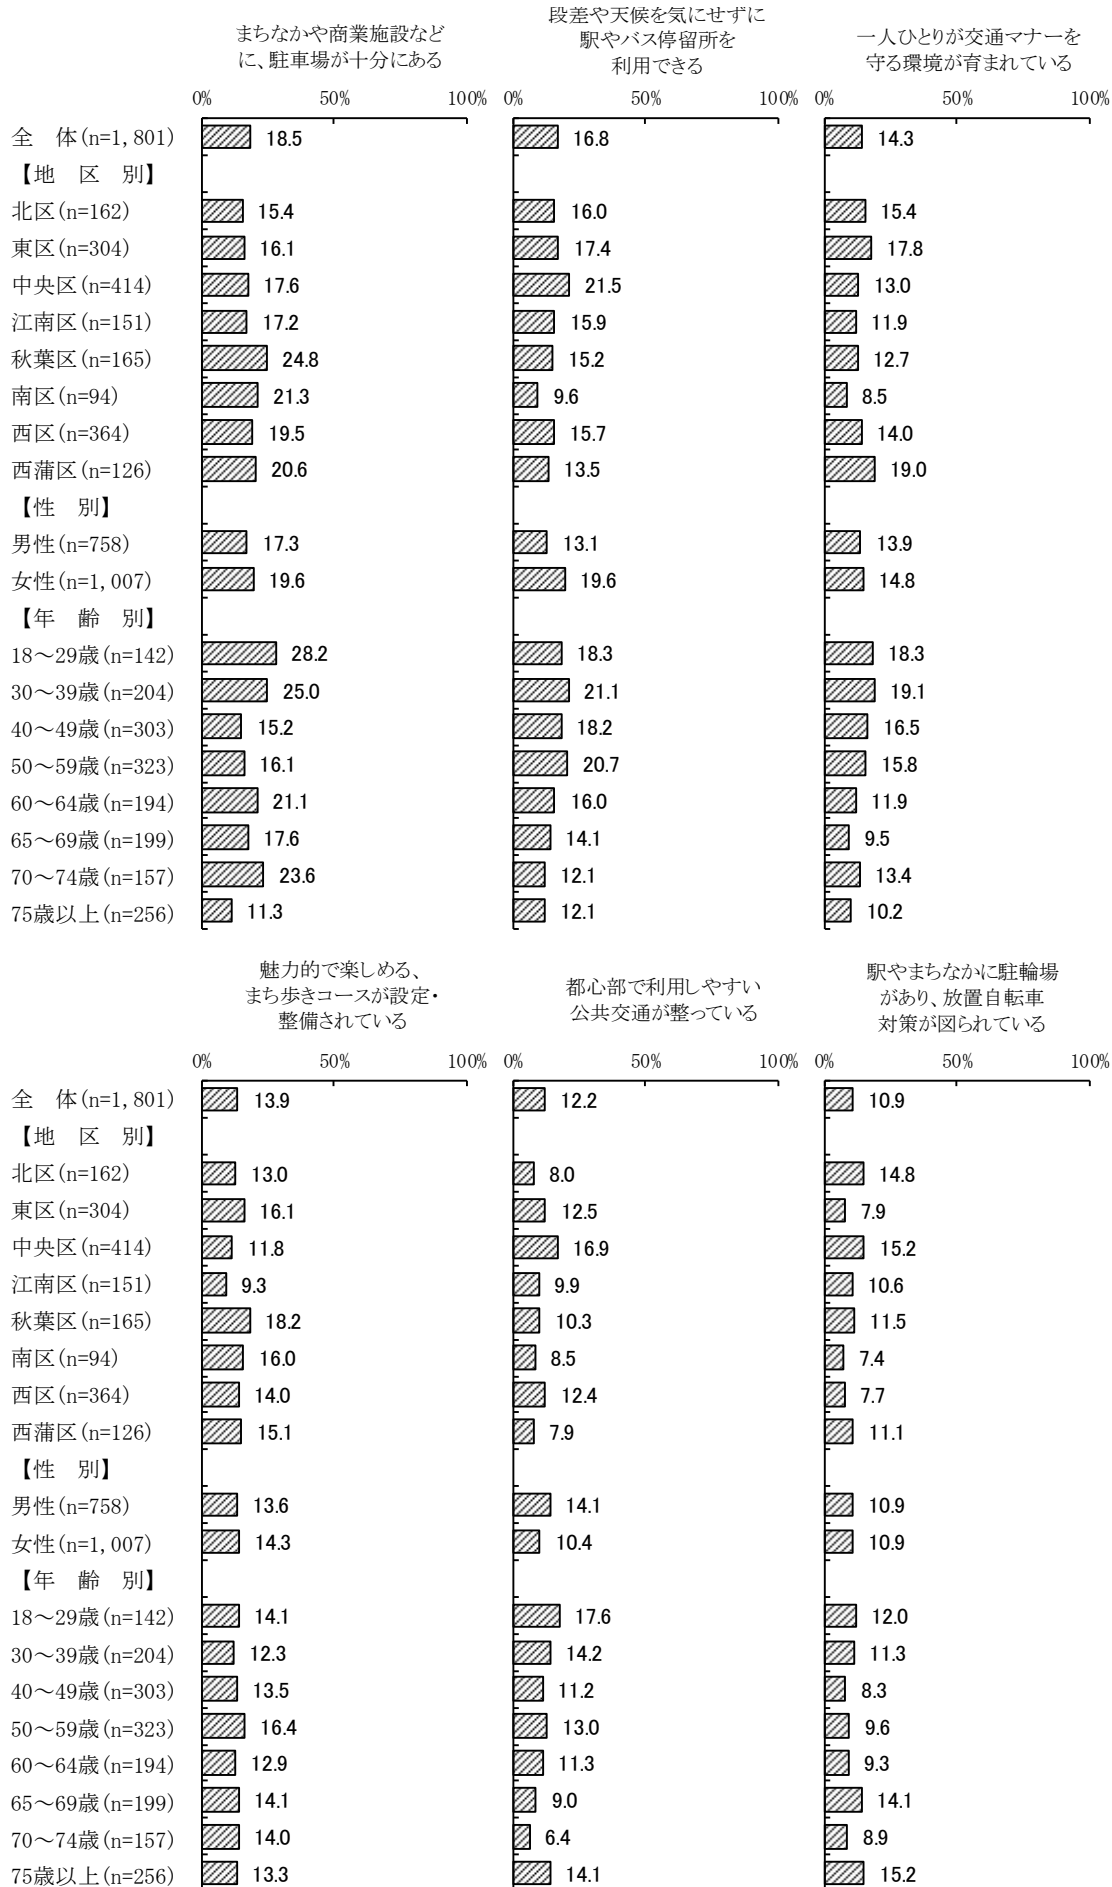 まちなかや商業施設など
に、駐車場が十分にある
段差や天候を気にせずに
駅やバス停留所を
利用できる
一人ひとりが交通マナーを
守る環境が育まれている
0% 50% 100% 0% 50% 100% 0% 50% 100%
全 体(n=1,801) 18.5 16.8 14.3
【地 区 別】
北区(n=162) 15.4 16.0 15.4
東区(n=304) 16.1 17.4 17.8
中央区(n=414) 17.6 21.5 13.0
江南区(n=151) 17.2 15.9 11.9
秋葉区(n=165) 24.8 15.2 12.7
南区(n=94) 21.3 9.6 8.5
西区(n=364) 19.5 15.7 14.0
西蒲区(n=126) 20.6 13.5 19.0
【性 別】
男性(n=758) 17.3 13.1 13.9
女性(n=1,007) 19.6 19.6 14.8
【年 齢 別】
18～29歳(n=142) 28.2 18.3 18.3
30～39歳(n=204) 25.0 21.1 19.1
40～49歳(n=303) 15.2 18.2 16.5
50～59歳(n=323) 16.1 20.7 15.8
60～64歳(n=194) 21.1 16.0 11.9
65～69歳(n=199) 17.6 14.1 9.5
70～74歳(n=157) 23.6 12.1 13.4
75歳以上(n=256) 11.3 12.1 10.2
魅力的で楽しめる、
まち歩きコースが設定・
整備されている
都心部で利用しやすい
公共交通が整っている
駅やまちなかに駐輪場
があり、放置自転車
対策が図られている
0% 50% 100% 0% 50% 100% 0% 50% 100%
全 体(n=1,801) 13.9 12.2 10.9
【地 区 別】
北区(n=162) 13.0 8.0 14.8
東区(n=304) 16.1 12.5 7.9
中央区(n=414) 11.8 16.9 15.2
江南区(n=151) 9.3 9.9 10.6
秋葉区(n=165) 18.2 10.3 11.5
南区(n=94) 16.0 8.5 7.4
西区(n=364) 14.0 12.4 7.7
西蒲区(n=126) 15.1 7.9 11.1
【性 別】
男性(n=758) 13.6 14.1 10.9
女性(n=1,007) 14.3 10.4 10.9
【年 齢 別】
18～29歳(n=142) 14.1 17.6 12.0
30～39歳(n=204) 12.3 14.2 11.3
40～49歳(n=303) 13.5 11.2 8.3
50～59歳(n=323) 16.4 13.0 9.6
60～64歳(n=194) 12.9 11.3 9.3
65～69歳(n=199) 14.1 9.0 14.1
70～74歳(n=157) 14.0 6.4 8.9
75歳以上(n=256) 13.3 14.1 15.2